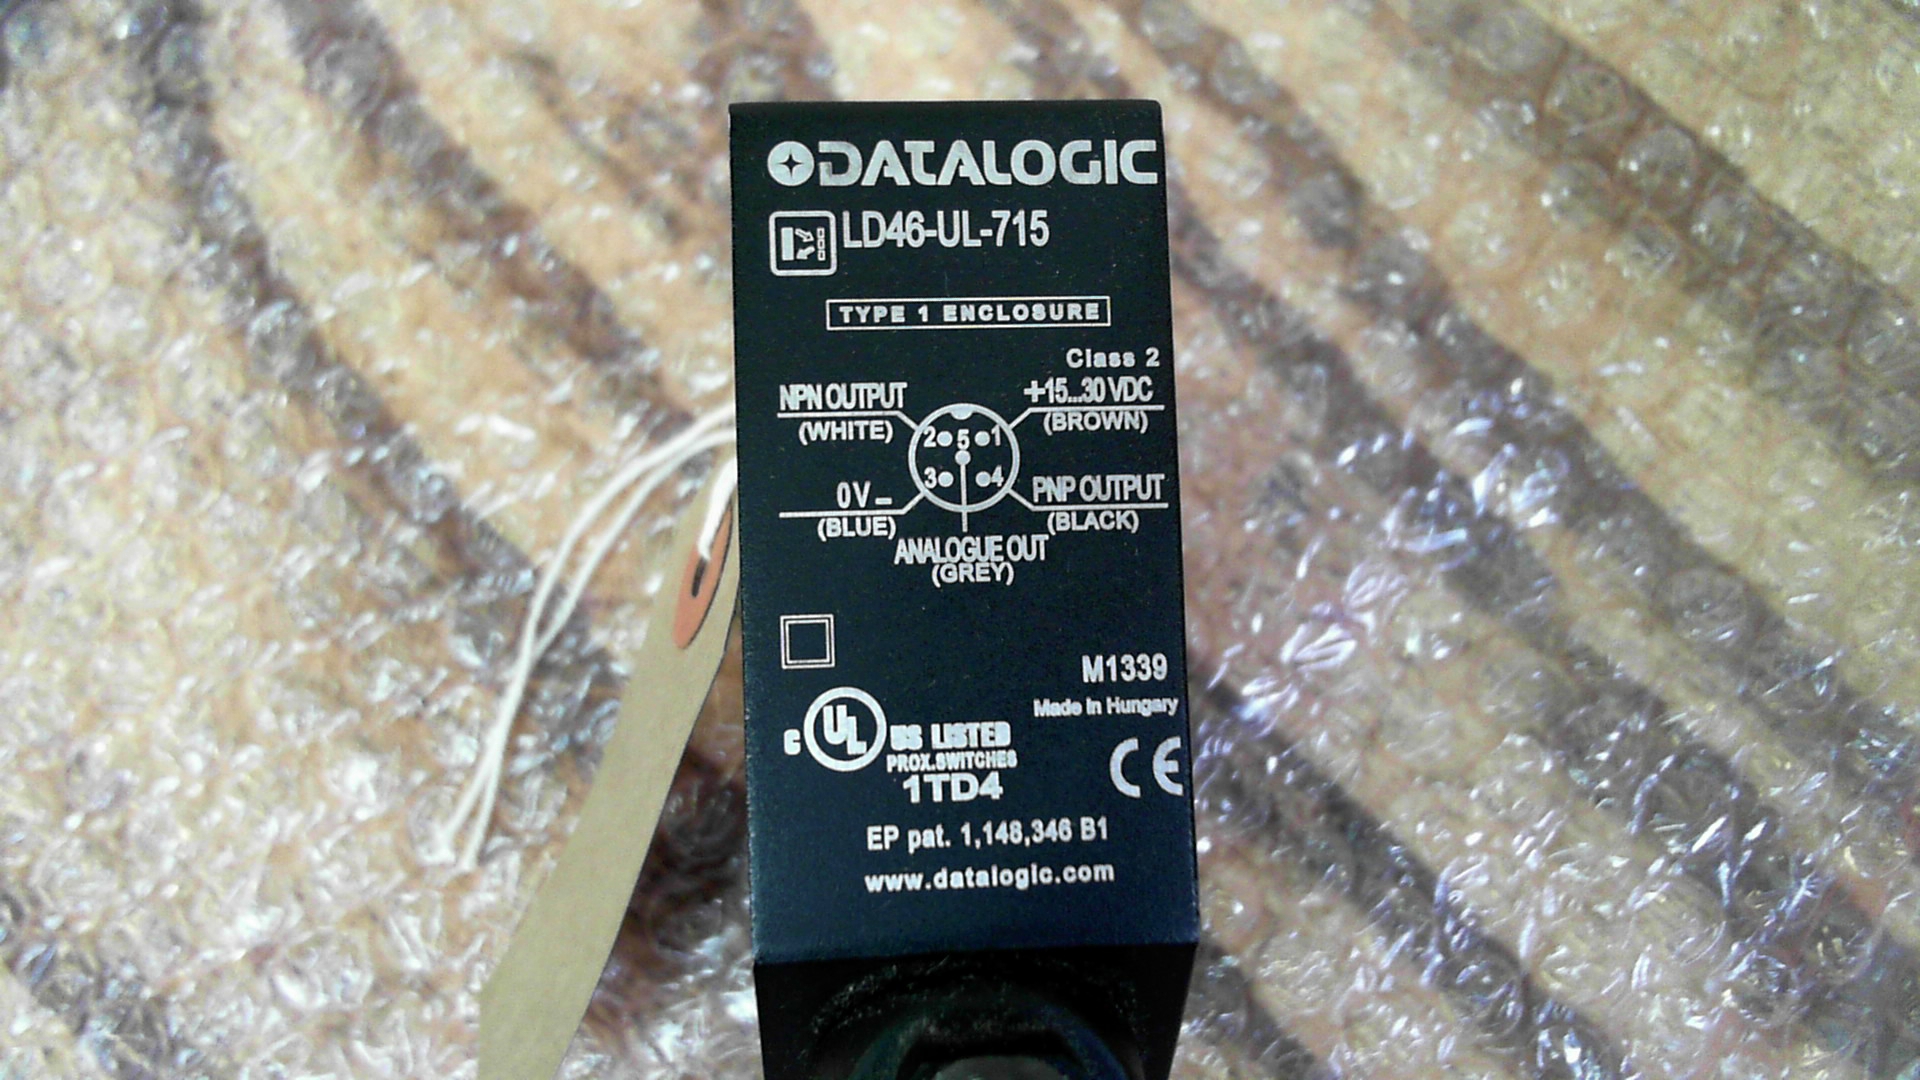 DATALOGIC
LD46-UL-715
TYPE 1 ENCLOSURE
Class 2
NPN OUTPUT
+15...30 VDC
(WHITE)
(BROWN)
2 5 1
3 4
0V -
PNP OUTPUT
(BLUE)
(BLACK)
ANALOGUE OUT
(GREY)
M1339
Made in Hungary
c UL US LISTED
PROX.SWITCHES
1TD4
CE
EP pat. 1,148,346 B1
www.datalogic.com